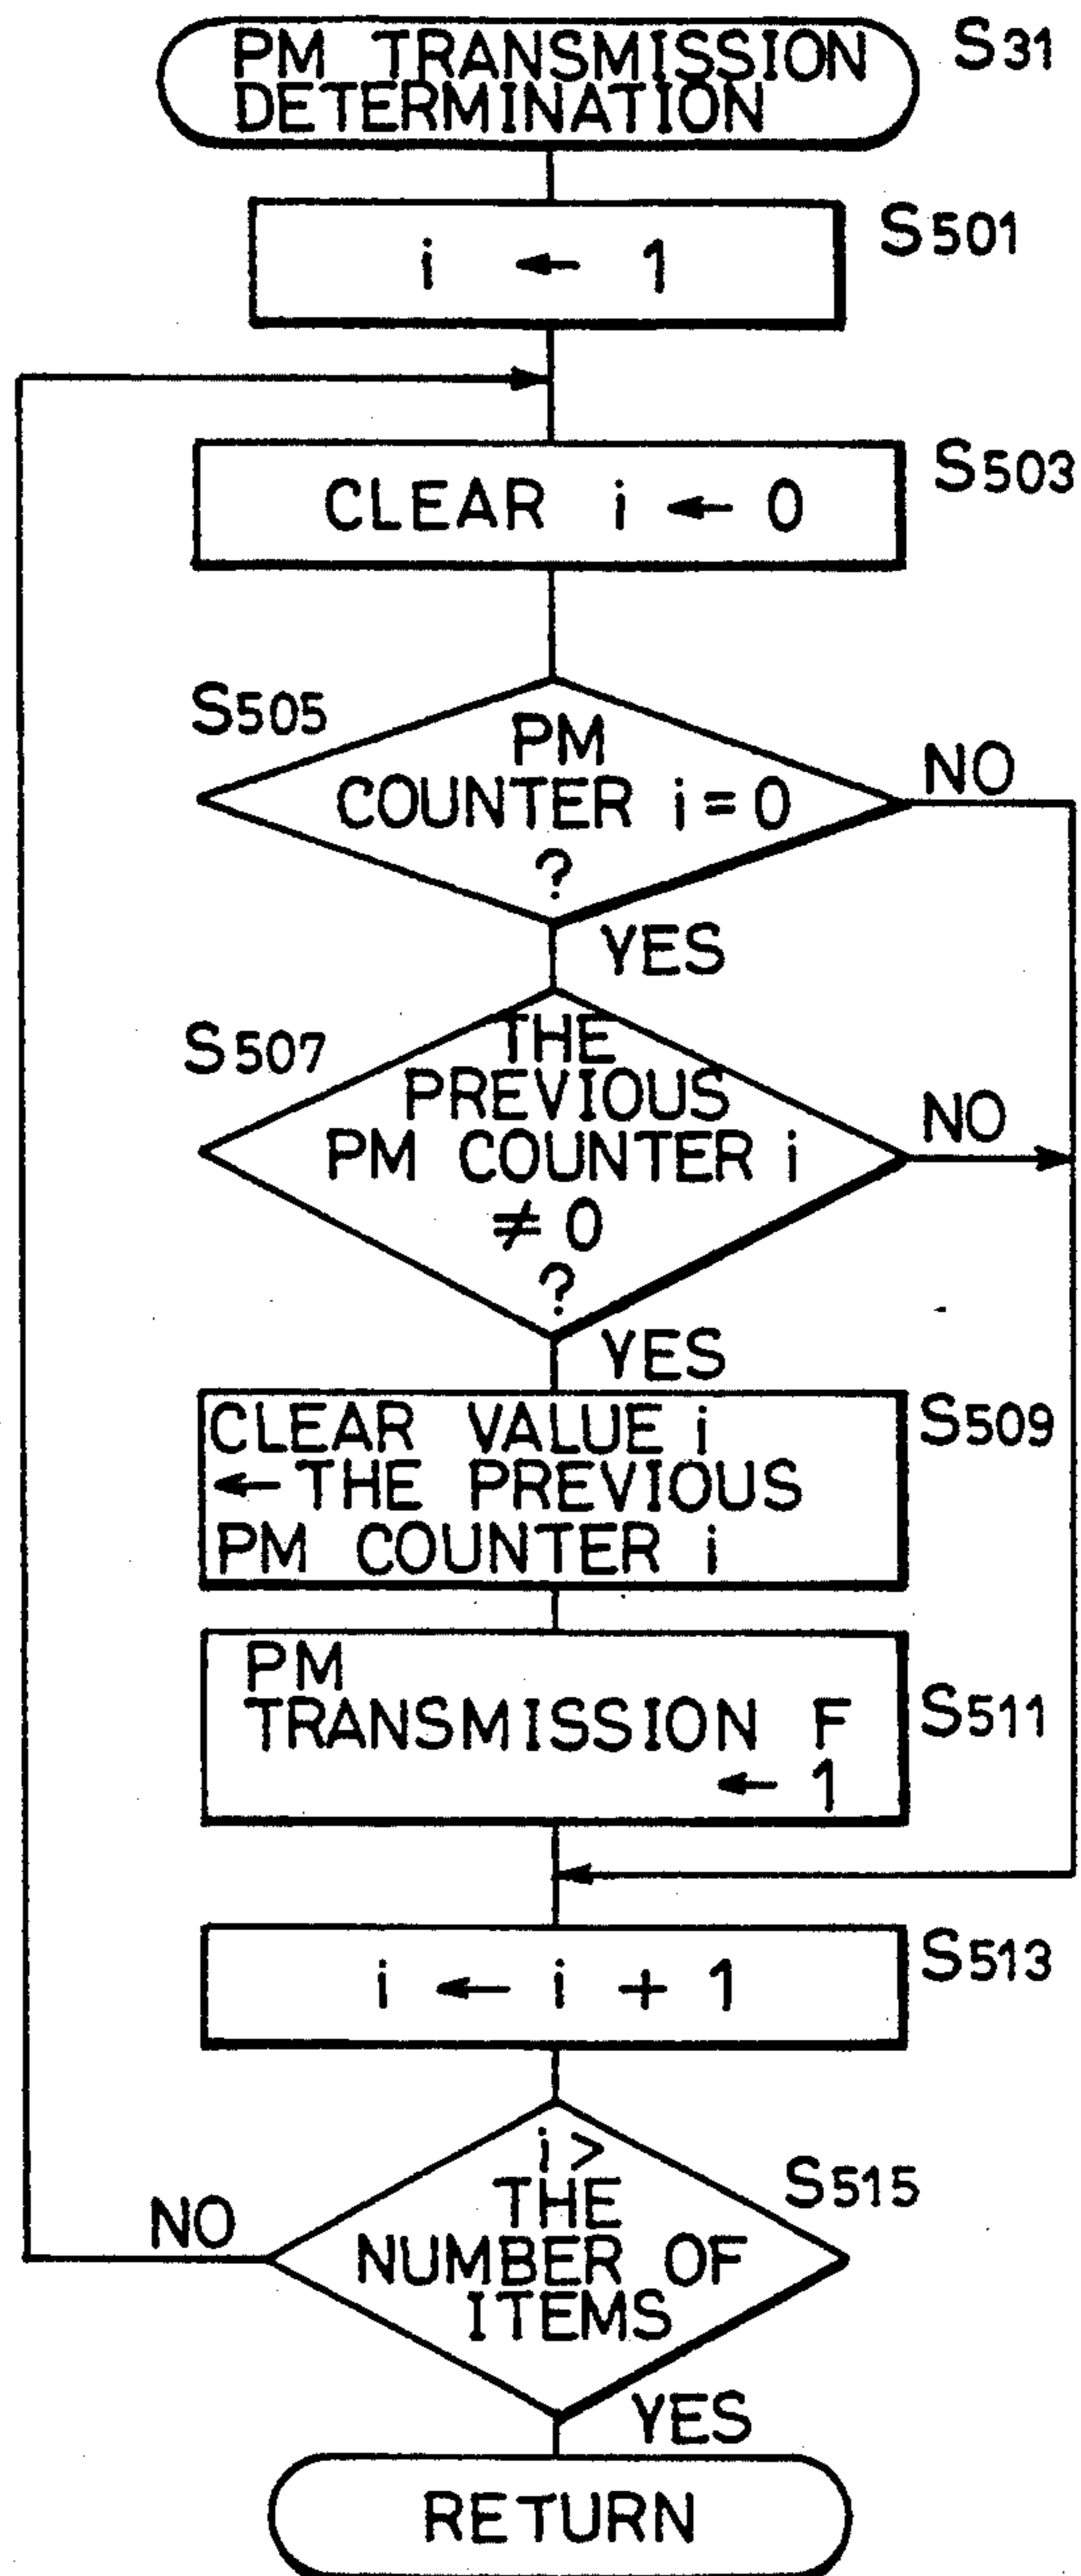 PM TRANSMISSION
DETERMINATION
S31
i ← 1
S501
CLEAR i ← 0
S503
S505
PM
COUNTER i = 0
?
NO
YES
S507
THE
PREVIOUS
PM COUNTER i
≠ 0
?
NO
YES
CLEAR VALUE i
← THE PREVIOUS
PM COUNTER i
S509
PM
TRANSMISSION F
← 1
S511
i ← i + 1
S513
i >
THE
NUMBER OF
ITEMS
S515
NO
YES
RETURN